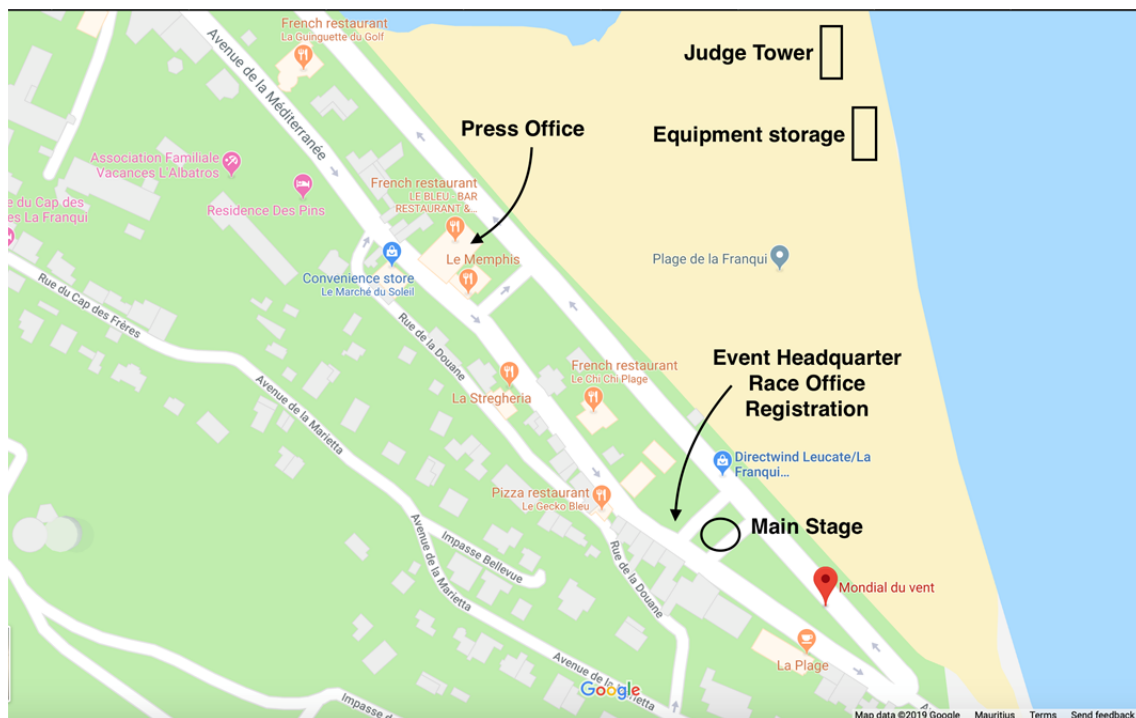 French restaurant
La Guinguette du Golf
Avenue de la Méditerranée
Judge Tower
Equipment storage
Press Office
Association Familiale
Vacances L'Albatros
Residence Des Pins
e du Cap des
es La Franqui
French restaurant
LE BLEU . BAR
RESTAURANT &...
Le Memphis
Convenience store
Le Marché du Soleil
Plage de la Franqui
Rue du Cap des Frères
Rue de la Douane
Avenue de la Marietta
La Stregheria
French restaurant
Le Chi Chi Plage
Event Headquarter
Race Office
Registration
Directwind Leucate/La
Franqui...
Pizza restaurant
Le Gecko Bleu
Main Stage
Avenue de la Marietta
Impasse Bellevue
Rue de la Douane
Mondial du vent
La Plage
Avenue de la Marietta
Google
Map data ©2019 Google Mauritius Terms Send feedback